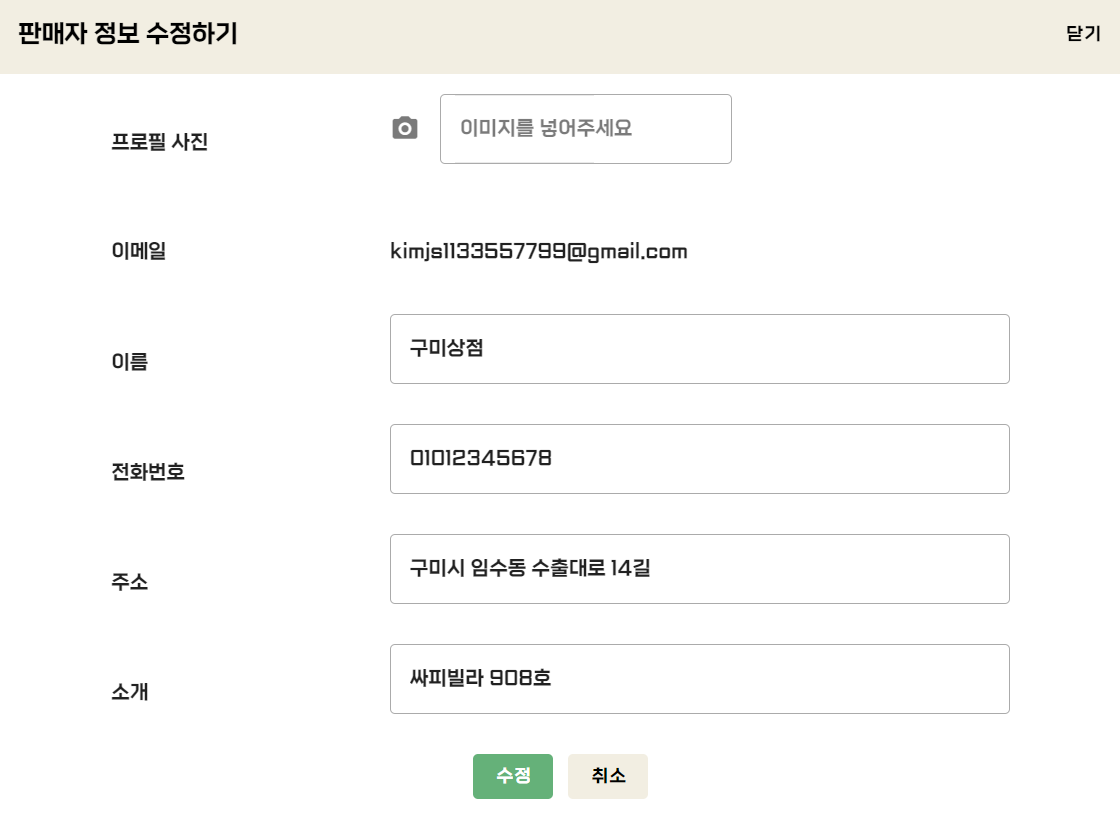 판매자 정보 수정하기
닫기
프로필 사진
이미지를 넣어주세요
이메일
kimjs1133557799@gmail.com
이름
구미상점
전화번호
01012345678
주소
구미시 임수동 수출대로 14길
소개
싸피빌라 908호
수정
취소